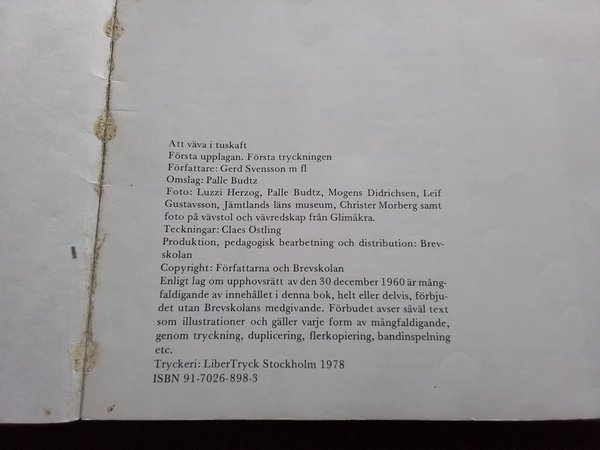 Att väva i tuskaft
Första upplagan. Första tryckningen
Författare: Gerd Svensson m fl
Omslag: Palle Budtz
Foto: Luzzi Herzog, Palle Budtz, Mogens Didrichsen, Leif
Gustavsson, Jämtlands läns museum, Christer Morberg samt
foto på vävstol och vävredskap från Glimåkra.
Teckningar: Claes Östling
Produktion, pedagogisk bearbetning och distribution: Brev-
skolan
Copyright: Författarna och Brevskolan
Enligt lag om upphovsrätt av den 30 december 1960 är mång-
faldigande av innehållet i denna bok, helt eller delvis, förbju-
det utan Brevskolans medgivande. Förbudet avser såväl text
som illustrationer och gäller varje form av mångfaldigande,
genom tryckning, duplicering, flerkopiering, bandinspelning
etc.
Tryckeri: LiberTryck Stockholm 1978
ISBN 91-7026-898-3